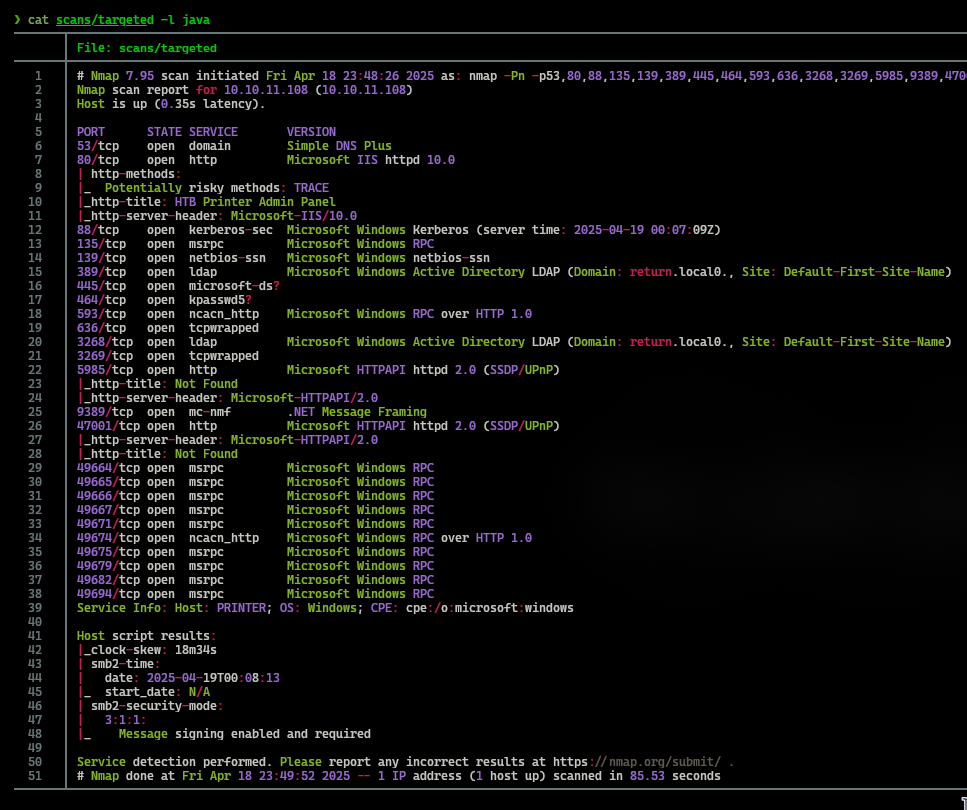 ❯ cat scans/targeted -l java
File: scans/targeted
1 # Nmap 7.95 scan initiated Fri Apr 18 23:48:26 2025 as: nmap -Pn -p53,80,88,135,139,389,445,464,593,636,3268,3269,5985,9389,4700
2 Nmap scan report for 10.10.11.108 (10.10.11.108)
3 Host is up (0.35s latency).
4
5 PORT      STATE SERVICE       VERSION
6 53/tcp    open  domain        Simple DNS Plus
7 80/tcp    open  http          Microsoft IIS httpd 10.0
8 | http-methods:
9 |_  Potentially risky methods: TRACE
10 |_http-title: HTB Printer Admin Panel
11 |_http-server-header: Microsoft-IIS/10.0
12 88/tcp    open  kerberos-sec  Microsoft Windows Kerberos (server time: 2025-04-19 00:07:09Z)
13 135/tcp   open  msrpc         Microsoft Windows RPC
14 139/tcp   open  netbios-ssn   Microsoft Windows netbios-ssn
15 389/tcp   open  ldap          Microsoft Windows Active Directory LDAP (Domain: return.local0., Site: Default-First-Site-Name)
16 445/tcp   open  microsoft-ds?
17 464/tcp   open  kpasswd5?
18 593/tcp   open  ncacn_http    Microsoft Windows RPC over HTTP 1.0
19 636/tcp   open  tcpwrapped
20 3268/tcp  open  ldap          Microsoft Windows Active Directory LDAP (Domain: return.local0., Site: Default-First-Site-Name)
21 3269/tcp  open  tcpwrapped
22 5985/tcp  open  http          Microsoft HTTPAPI httpd 2.0 (SSDP/UPnP)
23 |_http-title: Not Found
24 |_http-server-header: Microsoft-HTTPAPI/2.0
25 9389/tcp  open  mc-nmf        .NET Message Framing
26 47001/tcp open  http          Microsoft HTTPAPI httpd 2.0 (SSDP/UPnP)
27 |_http-server-header: Microsoft-HTTPAPI/2.0
28 |_http-title: Not Found
29 49664/tcp open  msrpc         Microsoft Windows RPC
30 49665/tcp open  msrpc         Microsoft Windows RPC
31 49666/tcp open  msrpc         Microsoft Windows RPC
32 49667/tcp open  msrpc         Microsoft Windows RPC
33 49671/tcp open  msrpc         Microsoft Windows RPC
34 49674/tcp open  ncacn_http    Microsoft Windows RPC over HTTP 1.0
35 49675/tcp open  msrpc         Microsoft Windows RPC
36 49679/tcp open  msrpc         Microsoft Windows RPC
37 49682/tcp open  msrpc         Microsoft Windows RPC
38 49694/tcp open  msrpc         Microsoft Windows RPC
39 Service Info: Host: PRINTER; OS: Windows; CPE: cpe:/o:microsoft:windows
40
41 Host script results:
42 |_clock-skew: 18m34s
43 | smb2-time:
44 |   date: 2025-04-19T00:08:13
45 |_  start_date: N/A
46 | smb2-security-mode:
47 |   3:1:1:
48 |_    Message signing enabled and required
49
50 Service detection performed. Please report any incorrect results at https://nmap.org/submit/ .
51 # Nmap done at Fri Apr 18 23:49:52 2025 -- 1 IP address (1 host up) scanned in 85.53 seconds